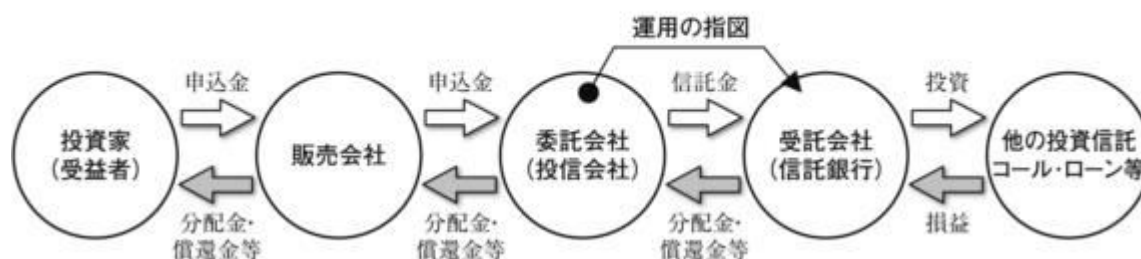 運用の指図
申込金
申込金
信託金
投資
投資家
(受益者)
販売会社
委託会社
(投信会社)
受託会社
(信託銀行)
他の投資信託
コール・ローン等
分配金・
償還金等
分配金・
償還金等
分配金・
償還金等
損益